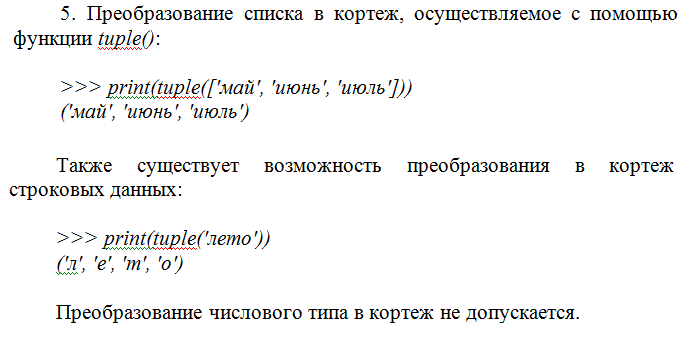 5. Преобразование списка в кортеж, осуществляемое с помощью
функции tuple():
>>> print(tuple(['май', 'июнь', 'июль']))
('май', 'июнь', 'июль')
Также существует возможность преобразования в кортеж
строковых данных:
>>> print(tuple('лето'))
('л', 'е', 'т', 'о')
Преобразование числового типа в кортеж не допускается.